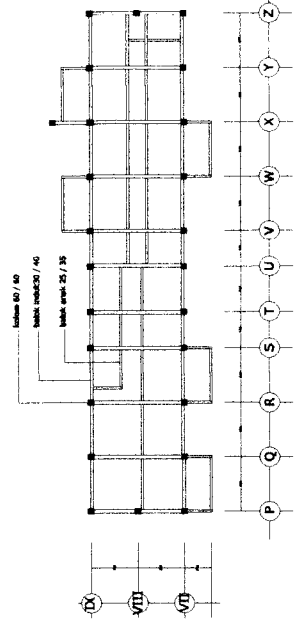 kolom 60 / 60
balok induk 30 / 40
balok anak 25 / 35
IX
VIII
VII
P
Q
R
S
T
U
V
W
X
Y
Z